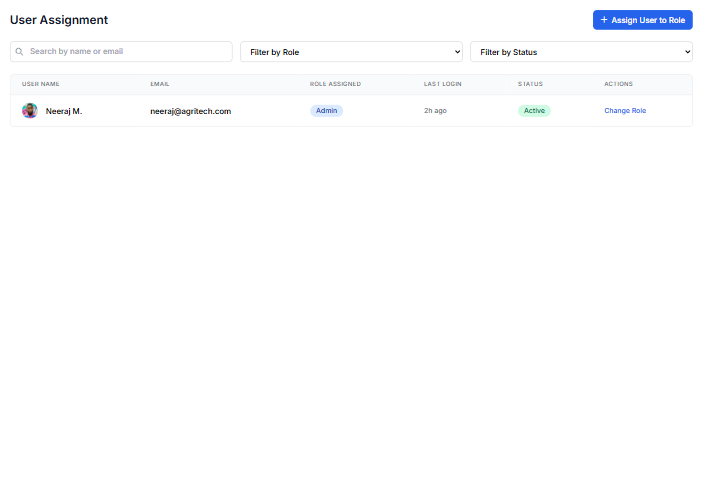 User Assignment
+ Assign User to Role
Search by name or email
Filter by Role
Filter by Status
USER NAME EMAIL ROLE ASSIGNED LAST LOGIN STATUS ACTIONS
Neeraj M. neeraj@agritech.com Admin 2h ago Active Change Role